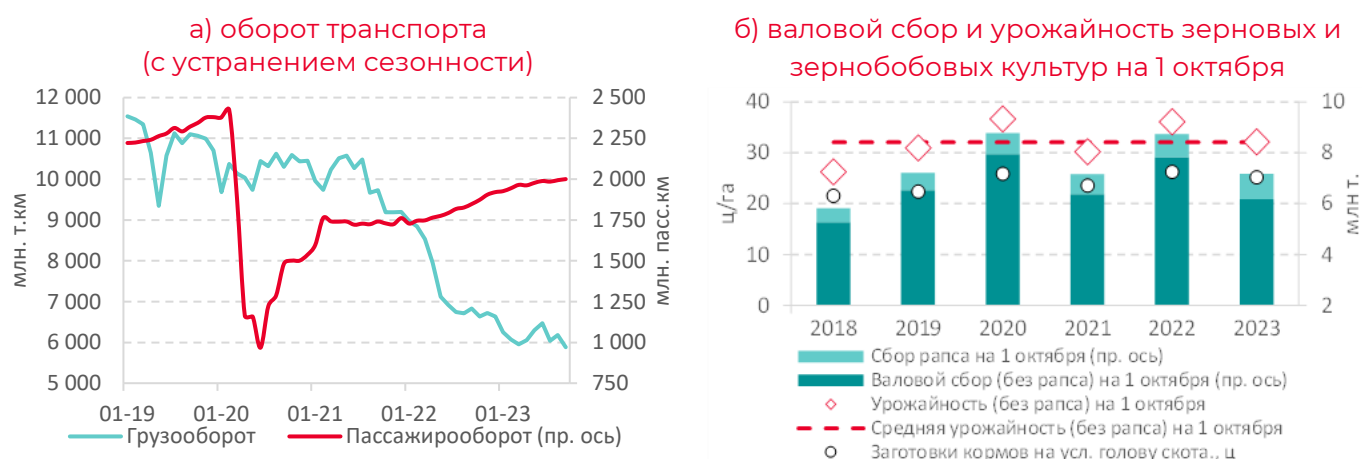 а) оборот транспорта
(с устранением сезонности)
12 000
11 000
10 000
9 000
8 000
7 000
6 000
5 000
млн. т.км
2 500
2 250
2 000
1 750
1 500
1 250
1 000
750
млн. пасс.км
01-19 01-20 01-21 01-22 01-23
Грузооборот Пассажирооборот (пр. ось)
б) валовой сбор и урожайность зерновых и
зернобобовых культур на 1 октября
40
30
20
10
0
ц/га
10
8
6
4
2
млн т.
2018 2019 2020 2021 2022 2023
Сбор рапса на 1 октября (пр. ось)
Валовой сбор (без рапса) на 1 октября (пр. ось)
Урожайность (без рапса) на 1 октября
Средняя урожайность (без рапса) на 1 октября
Заготовки кормов на усл. голову скота., ц